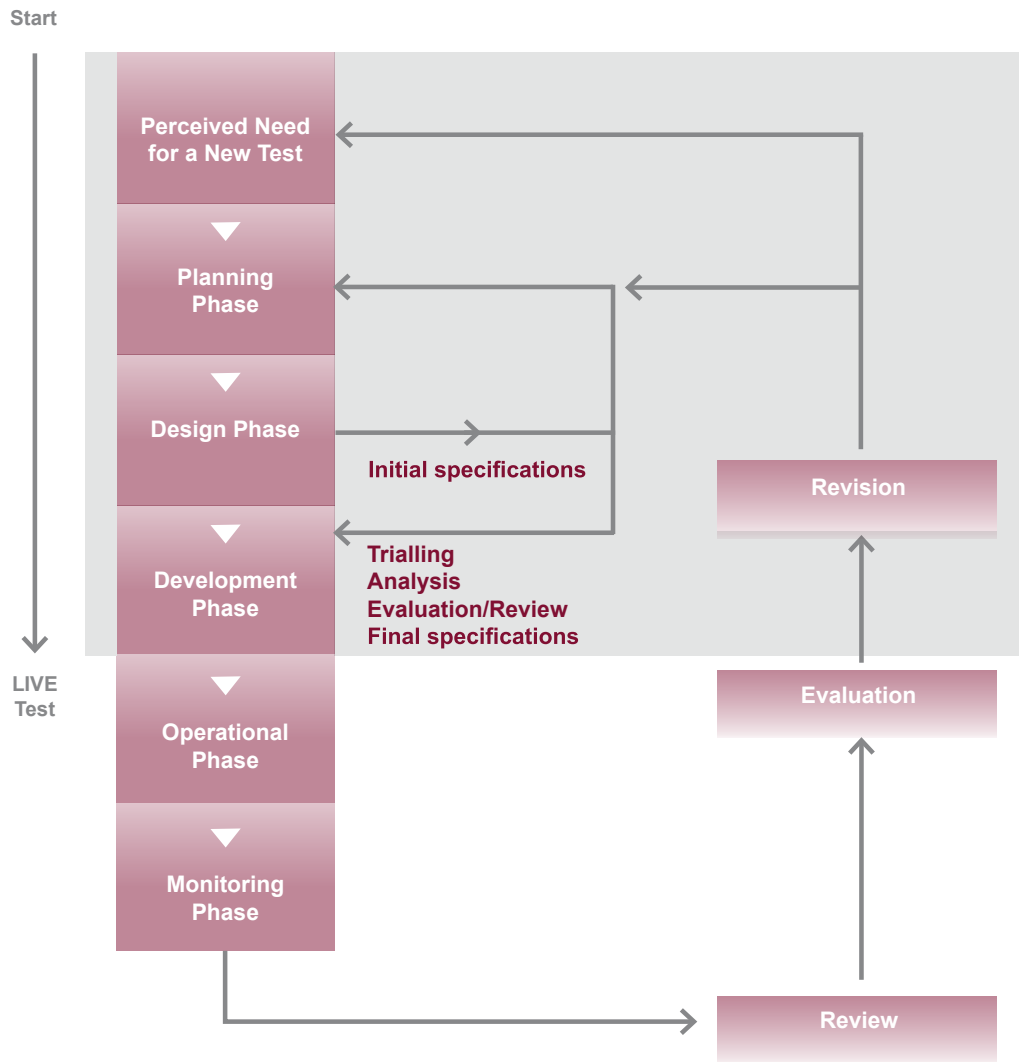 Start
Perceived Need
for a New Test
Planning
Phase
Design Phase
Initial specifications
Revision
Development
Phase
Trialling
Analysis
Evaluation/Review
Final specifications
LIVE
Test
Operational
Phase
Evaluation
Monitoring
Phase
Review